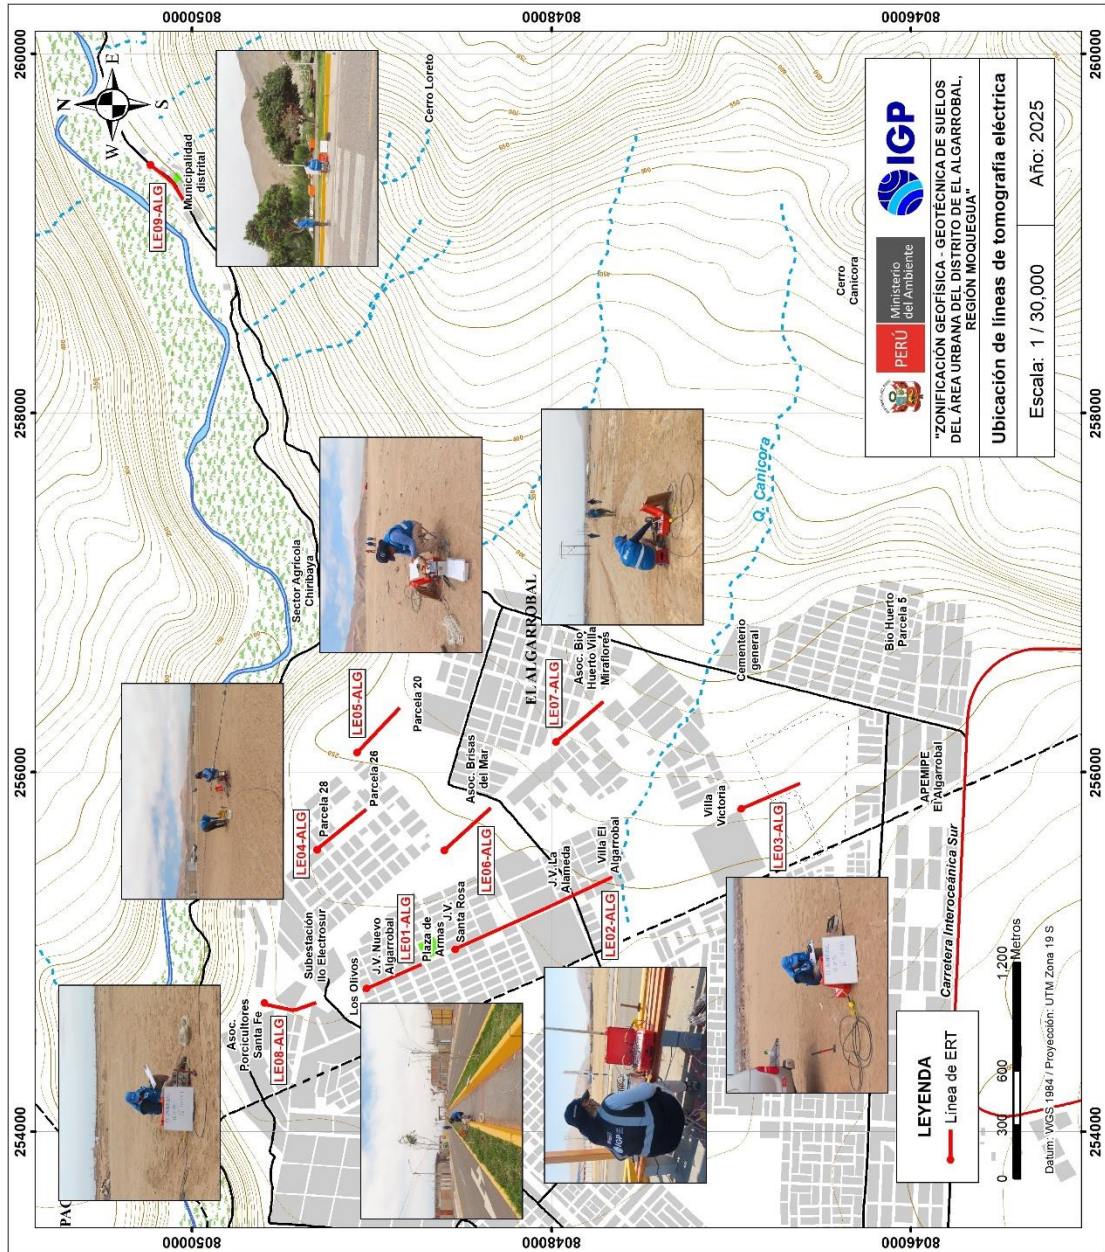 260000
258000
256000
254000
8050000
8048000
8046000
N
E
S
W
LE09-ALG
Municipalidad
distrital
Cerro Loreto
Sector Agrícola
Chiribaya
LE05-ALG
Parcela 20
LE04-ALG
Parcela 28
Parcela 26
Asoc. Brisas
del Mar
EL ALGARROBAL
LE07-ALG
Asoc. Bio
Huerto Villa
Miraflores
LE06-ALG
Subestación
Ilo Electrosur
Asoc.
Porcicultores
Santa Fe
LE08-ALG
Los Olivos
J.V. Nuevo
Algarrobal
LE01-ALG
Plaza de
Armas
J.V.
Santa Rosa
J.V. La
Alameda
Villa El
Algarrobal
LE02-ALG
Villa
Victoria
LE03-ALG
Cementerio
general
Q. Canicora
Cerro
Canicora
Bio Huerto
Parcela 5
APEMIPE
El Algarrobal
Carretera Interoceánica Sur
PERÚ
Ministerio
del Ambiente
IGP
"ZONIFICACIÓN GEOFÍSICA - GEOTÉCNICA DE SUELOS
DEL ÁREA URBANA DEL DISTRITO DE EL ALGARROBAL,
REGIÓN MOQUEGUA"
Ubicación de líneas de tomografía eléctrica
Escala: 1 / 30,000
Año: 2025
LEYENDA
Línea de ERT
0 300 600 1,200
Metros
Datum: WGS 1984 / Proyección: UTM Zona 19 S
260000
258000
256000
254000
8050000
8048000
8046000